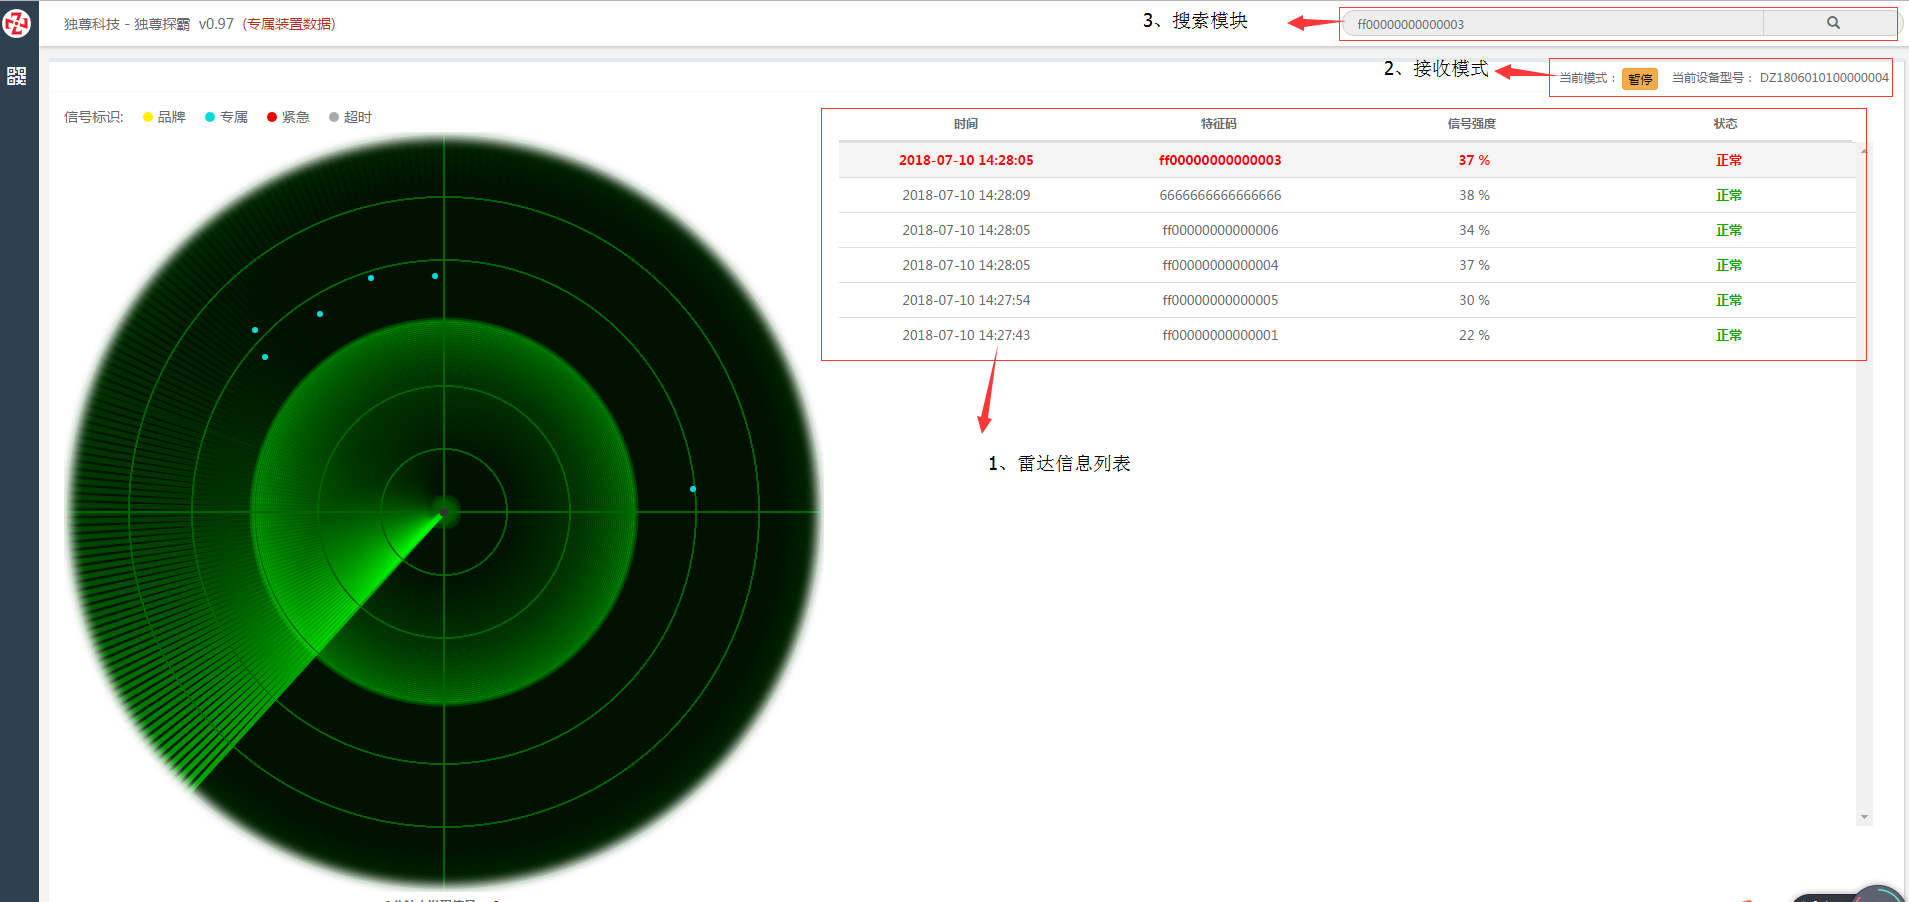 独尊科技 - 独尊探霸 v0.97 (专属装置数据)
3、搜索模块
ff00000000000003
2、接收模式
当前模式： 暂停 当前设备型号： DZ1806010100000004
信号标识: 品牌 专属 紧急 超时
时间 特征码 信号强度 状态
2018-07-10 14:28:05 ff00000000000003 37 % 正常
2018-07-10 14:28:09 6666666666666666 38 % 正常
2018-07-10 14:28:05 ff00000000000006 34 % 正常
2018-07-10 14:28:05 ff00000000000004 37 % 正常
2018-07-10 14:27:54 ff00000000000005 30 % 正常
2018-07-10 14:27:43 ff00000000000001 22 % 正常
1、雷达信息列表